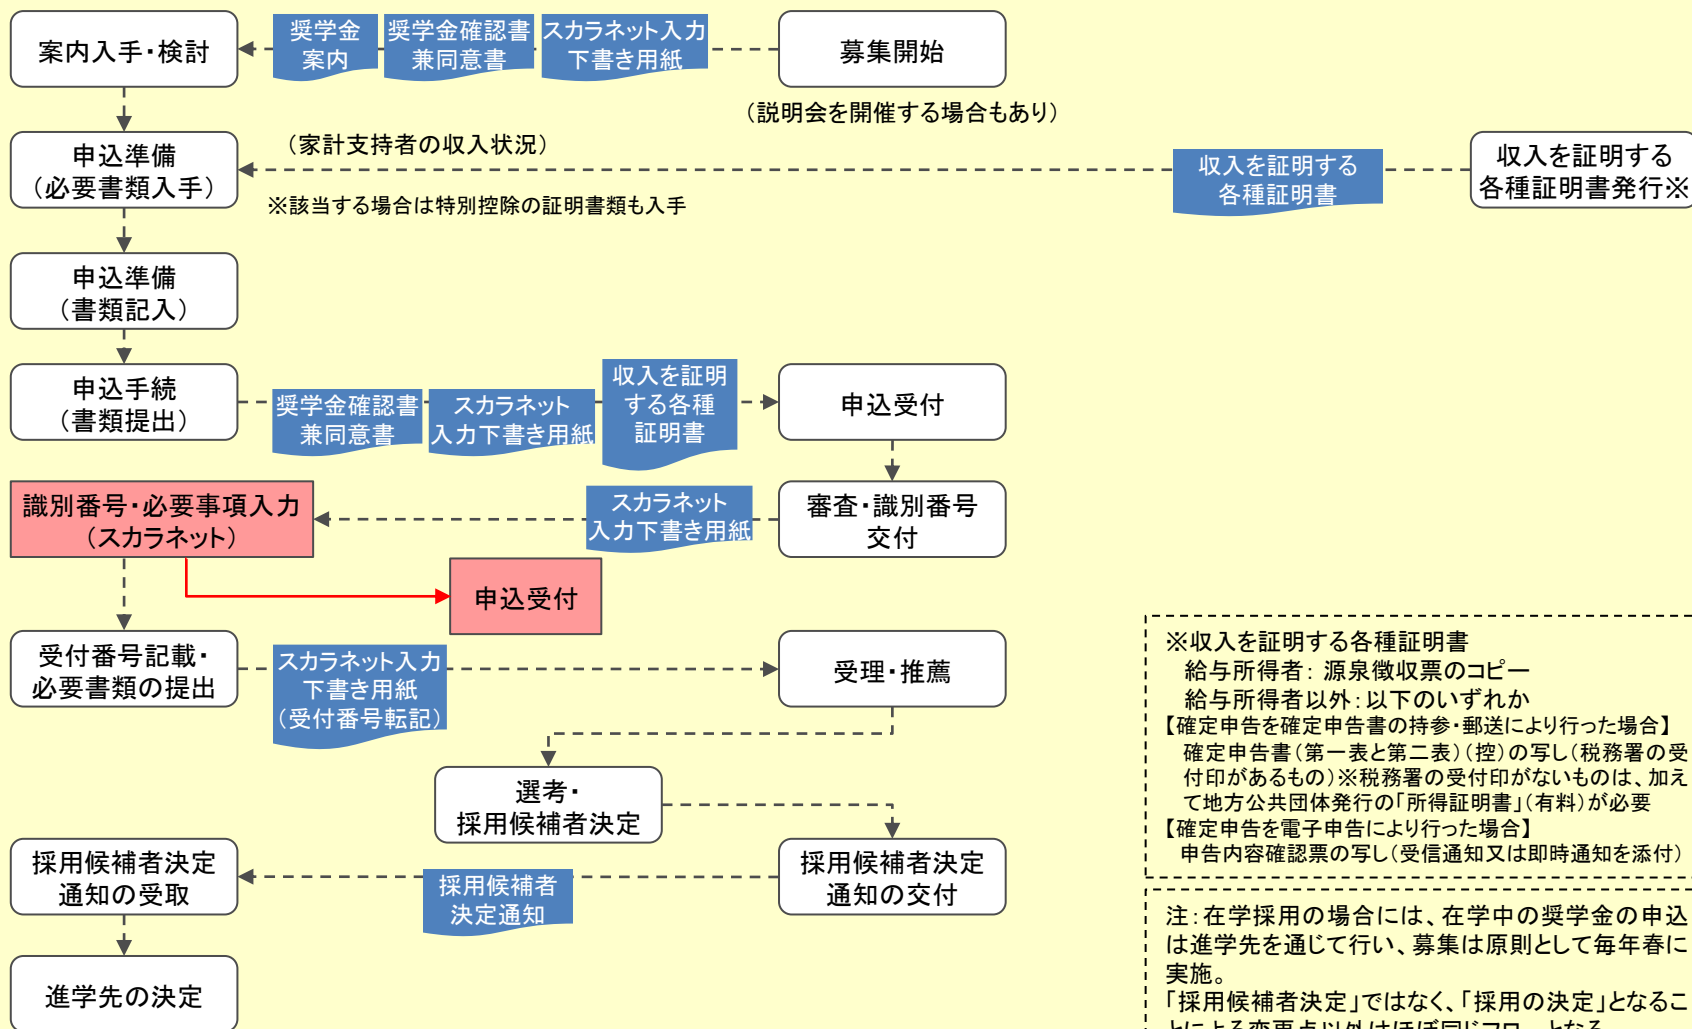 案内入手・検討
奨学金
案内
奨学金確認書
兼同意書
スカラネット入力
下書き用紙
募集開始
（説明会を開催する場合もあり）
申込準備
（必要書類入手）
（家計支持者の収入状況）
※該当する場合は特別控除の証明書類も入手
収入を証明する
各種証明書
収入を証明する
各種証明書発行※
申込準備
（書類記入）
申込手続
（書類提出）
奨学金確認書
兼同意書
スカラネット
入力下書き用紙
収入を証明
する各種
証明書
申込受付
識別番号・必要事項入力
（スカラネット）
スカラネット
入力下書き用紙
審査・識別番号
交付
申込受付
受付番号記載・
必要書類の提出
スカラネット入力
下書き用紙
（受付番号転記）
受理・推薦
選考・
採用候補者決定
採用候補者決定
通知の受取
採用候補者
決定通知
採用候補者決定
通知の交付
進学先の決定
※収入を証明する各種証明書
給与所得者：源泉徴収票のコピー
給与所得者以外：以下のいずれか
【確定申告を確定申告書の持参・郵送により行った場合】
確定申告書（第一表と第二表）（控）の写し（税務署の受
付印があるもの）※税務署の受付印がないものは、加え
て地方公共団体発行の「所得証明書」（有料）が必要
【確定申告を電子申告により行った場合】
申告内容確認票の写し（受信通知又は即時通知を添付）
注：在学採用の場合には、在学中の奨学金の申込
は進学先を通じて行い、募集は原則として毎年春に
実施。
「採用候補者決定」ではなく、「採用の決定」となるこ
とによる変更点以外はほぼ同じフローとなる